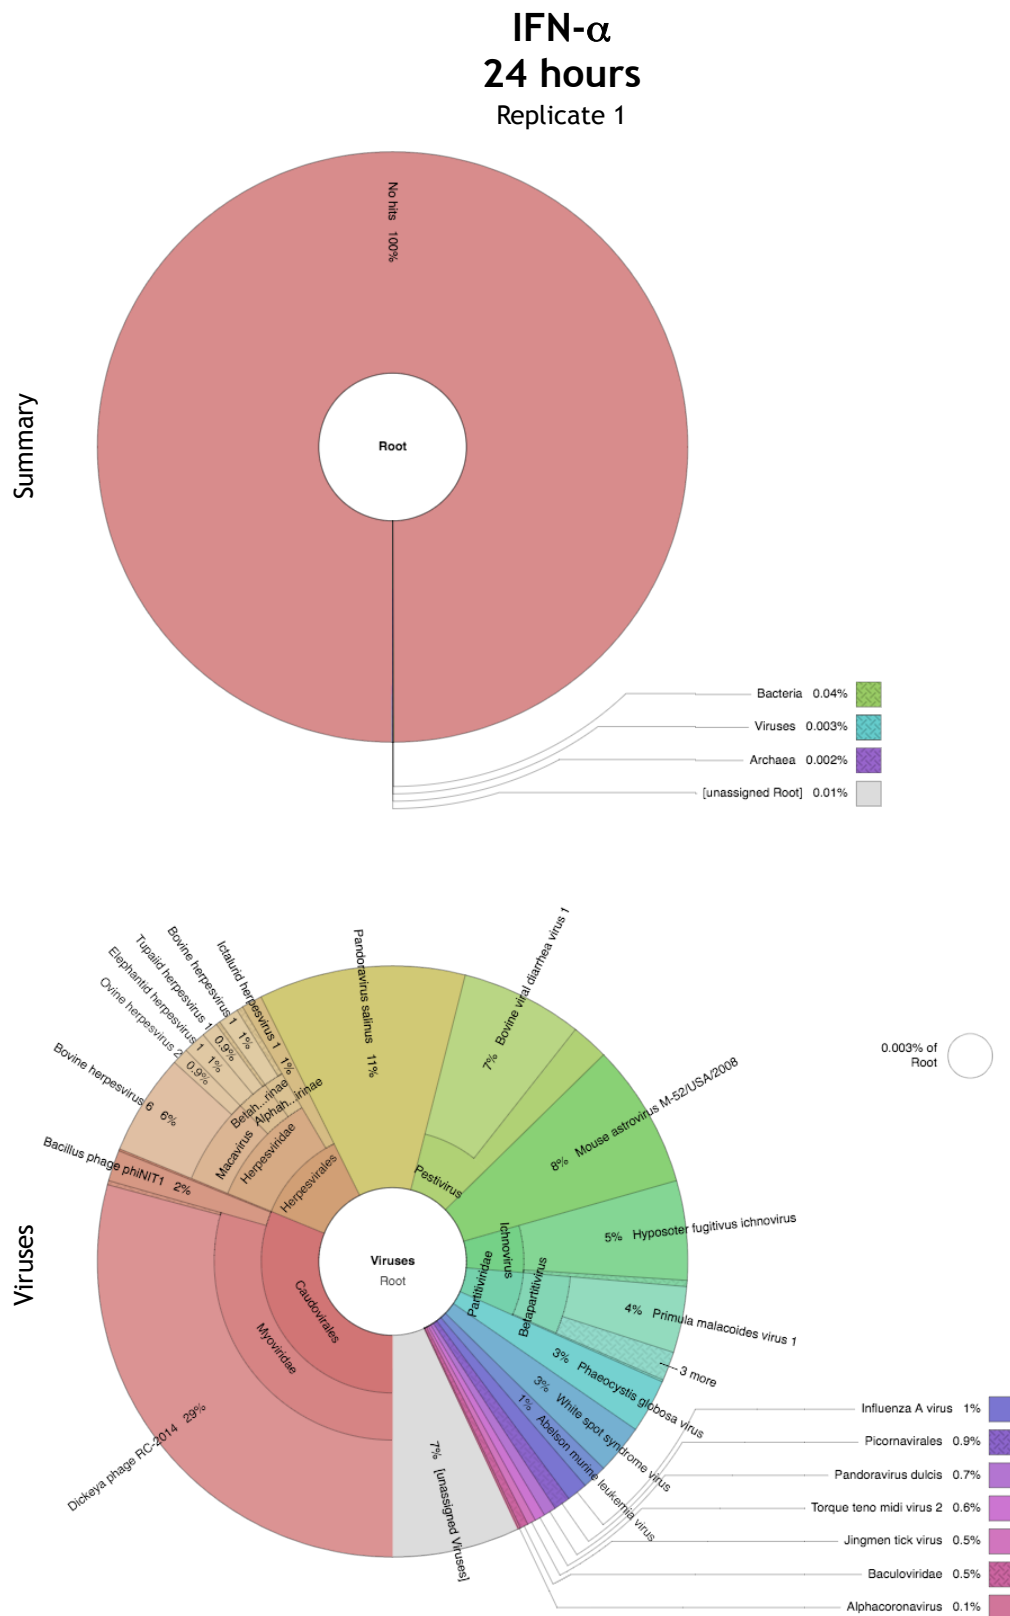 IFN-α
24 hours
Replicate 1
Summary
No hits 100%
Root
Bacteria 0.04%
Viruses 0.003%
Archaea 0.002%
[unassigned Root] 0.01%
Viruses
Viruses
Root
0.003% of
Root
Caudovirales
Myoviridae
Dickeya phage RC-2014 29%
Bacillus phage phiNIT1 2%
Herpesvirales
Herpesviridae
Macavirus
Bovine herpesvirus 6 6%
Ovine herpesvirus 2 0.9%
Betah...rinae
Elephantid herpesvirus 1 1%
Tupaiid herpesvirus 1 0.9%
Alphah...irinae
Bovine herpesvirus 1 1%
Ictalurid herpesvirus 1 1%
Pandoravirus salinus 11%
Pestivirus
7% Bovine viral diarrhea virus 1
8% Mouse astrovirus M-52/USA/2008
Ichnovirus
5% Hyposoter fugitivus ichnovirus
Partitiviridae
Betapartitivirus
4% Primula malacoides virus 1
3 more
3% Phaeocystis globosa virus
3% White spot syndrome virus
1% Abelson murine leukemia virus
Influenza A virus 1%
Picornavirales 0.9%
Pandoravirus dulcis 0.7%
Torque teno midi virus 2 0.6%
Jingmen tick virus 0.5%
Baculoviridae 0.5%
Alphacoronavirus 0.1%
7% [unassigned Viruses]